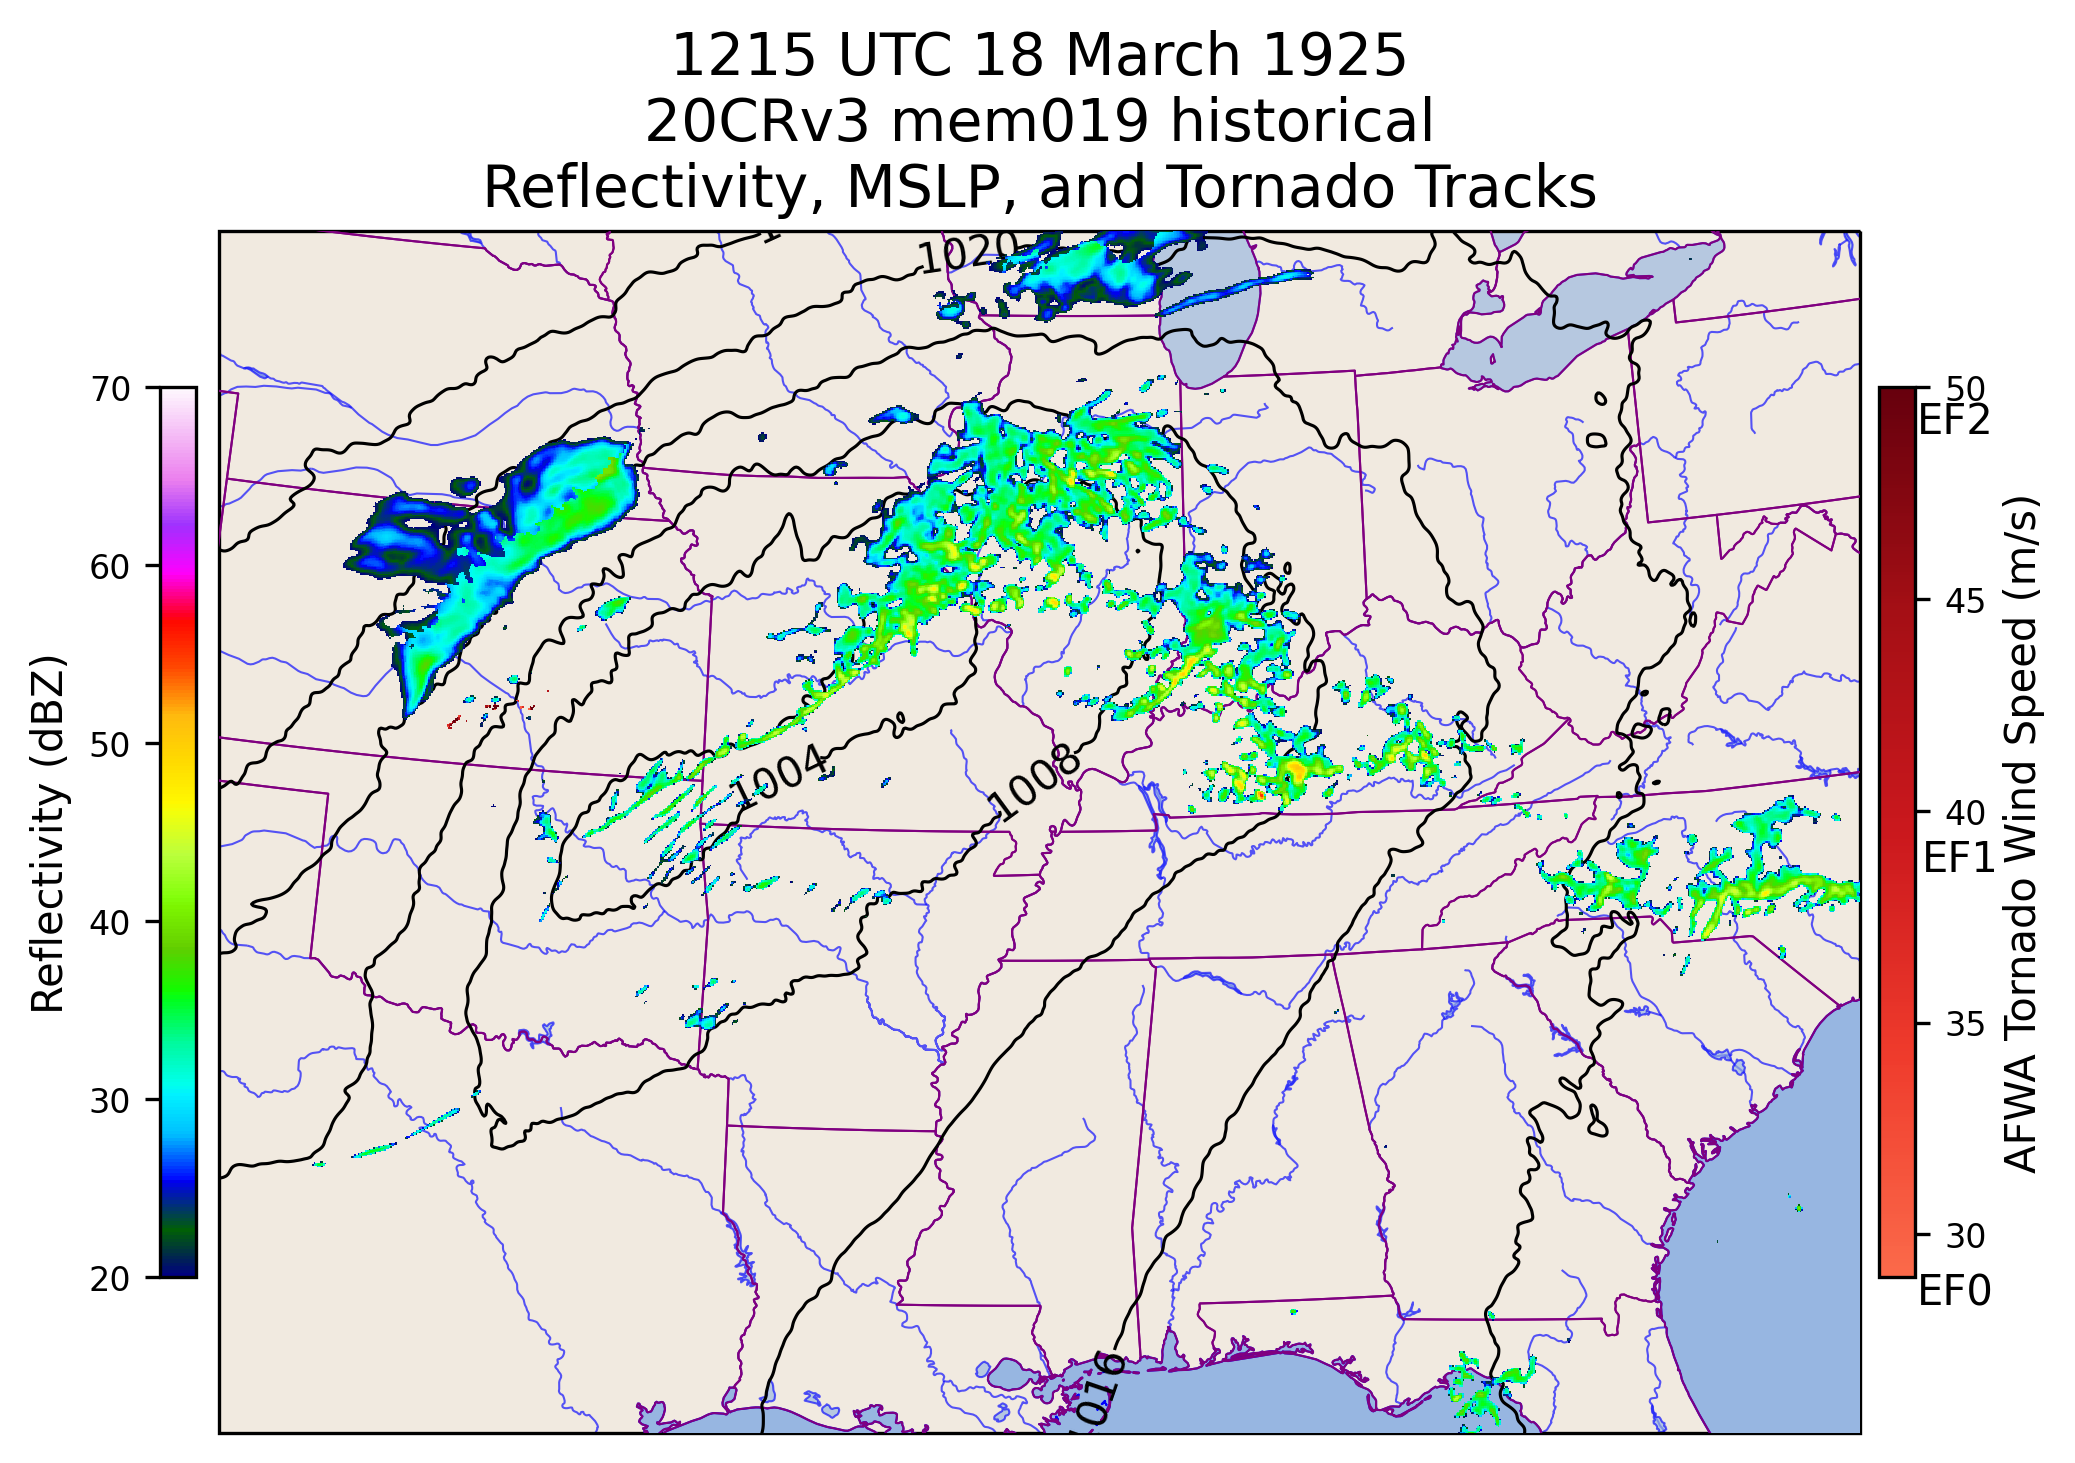 1215 UTC 18 March 1925
20CRv3 mem019 historical
Reflectivity, MSLP, and Tornado Tracks
1020
1004
1008
016
70
60
50
40
30
20
Reflectivity (dBZ)
50
EF2
45
40
EF1
35
30
EF0
AFWA Tornado Wind Speed (m/s)